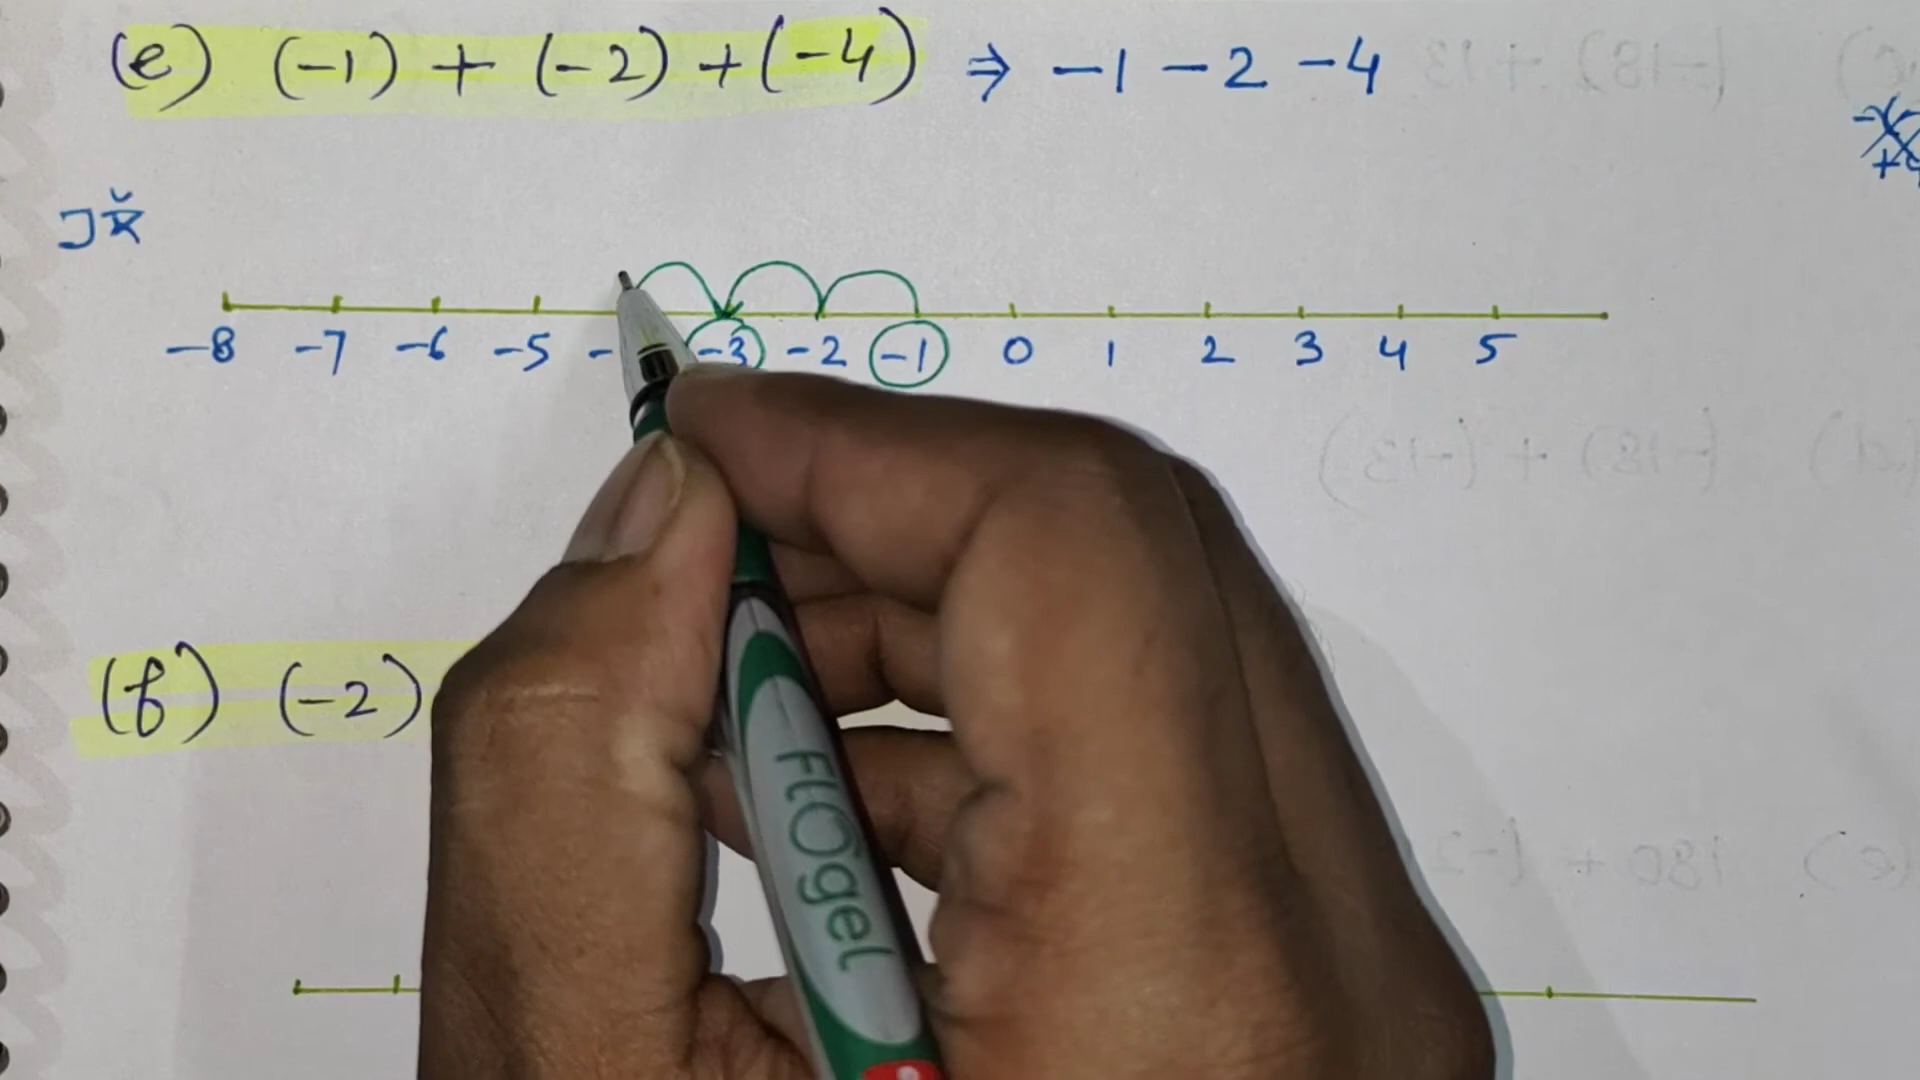 (e) (-1) + (-2) + (-4) ⇒ -1 -2 -4
-8 -7 -6 -5 - -3 -2 -1 0 1 2 3 4 5
(f) (-2)
FLOgel